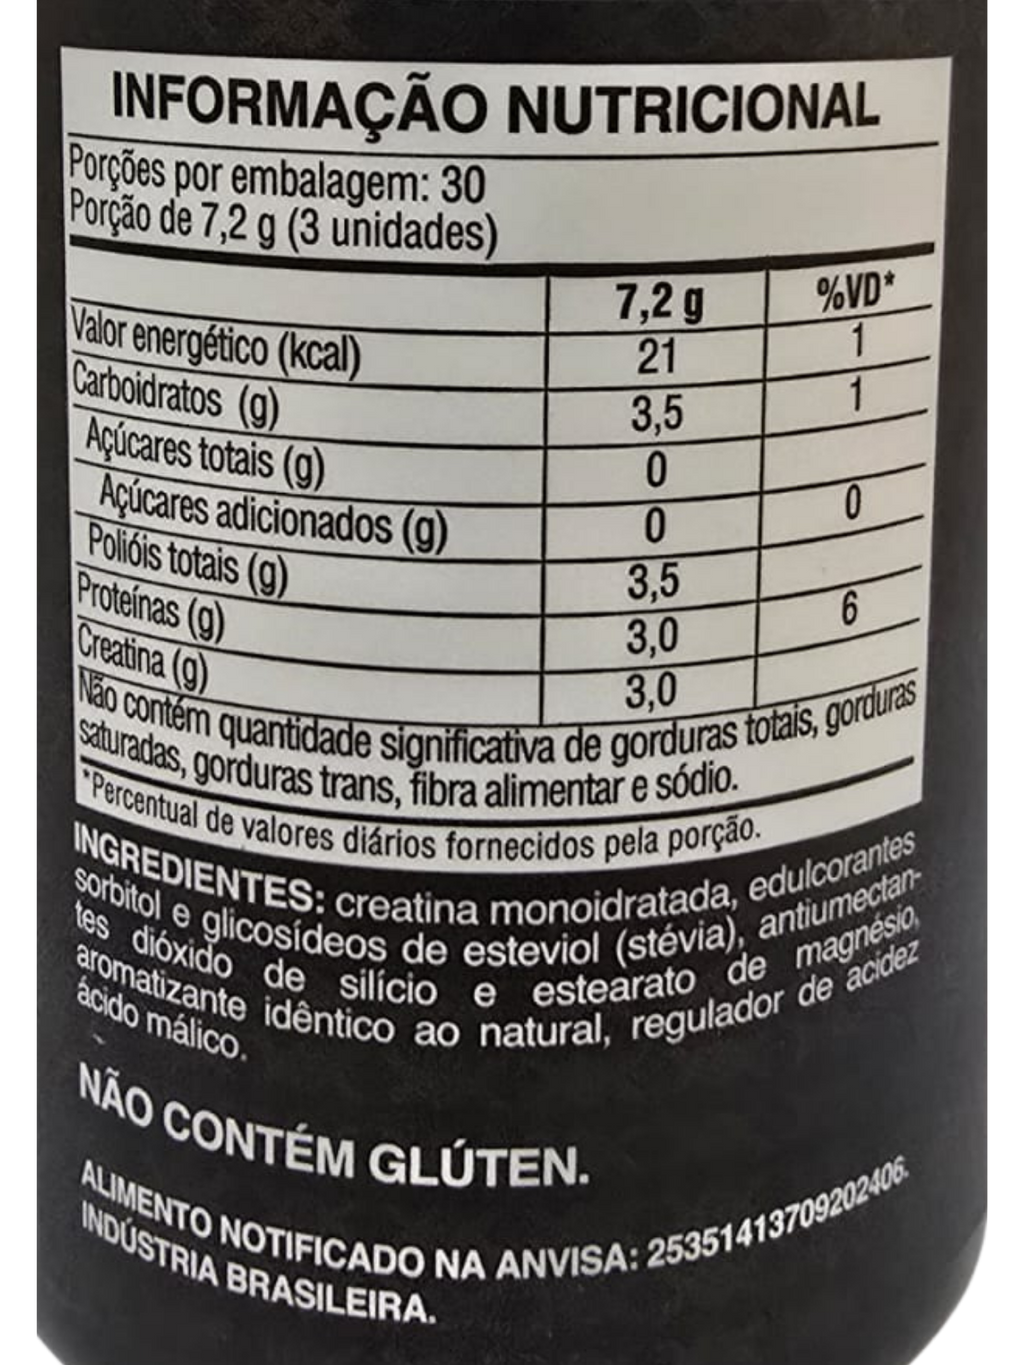 INFORMAÇÃO NUTRICIONAL
Porções por embalagem: 30
Porção de 7,2 g (3 unidades)
7,2 g %VD*
Valor energético (kcal) 21 1
Carboidratos (g) 3,5 1
Açúcares totais (g) 0
Açúcares adicionados (g) 0 0
Polióis totais (g) 3,5
Proteínas (g) 3,0 6
Creatina (g) 3,0
Não contém quantidade significativa de gorduras totais, gorduras
saturadas, gorduras trans, fibra alimentar e sódio.
*Percentual de valores diários fornecidos pela porção.
INGREDIENTES: creatina monoidratada, edulcorantes
sorbitol e glicosídeos de esteviol (stévia), antiumectan-
tes dióxido de silício e estearato de magnésio,
aromatizante idêntico ao natural, regulador de acidez
ácido málico.
NÃO CONTÉM GLÚTEN.
ALIMENTO NOTIFICADO NA ANVISA: 25351413709202406.
INDÚSTRIA BRASILEIRA.